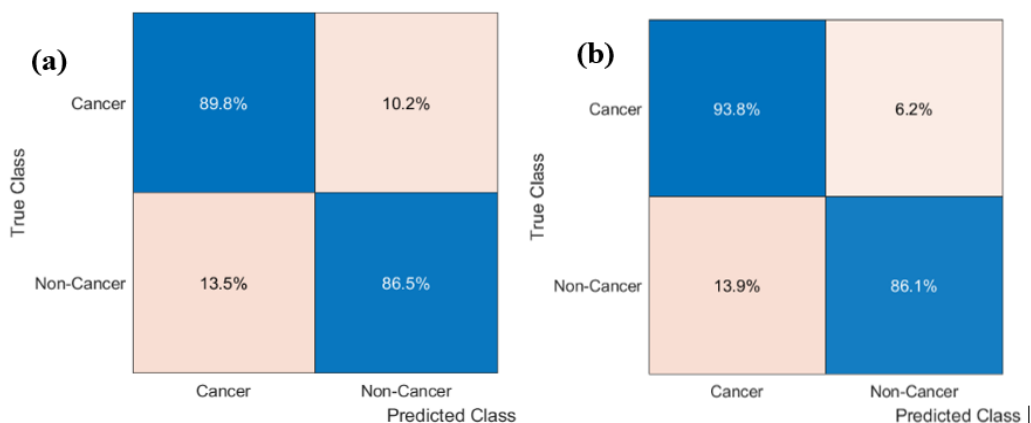 (a)
True Class
Cancer
89.8%
10.2%
Non-Cancer
13.5%
86.5%
Cancer
Non-Cancer
Predicted Class
(b)
True Class
Cancer
93.8%
6.2%
Non-Cancer
13.9%
86.1%
Cancer
Non-Cancer
Predicted Class